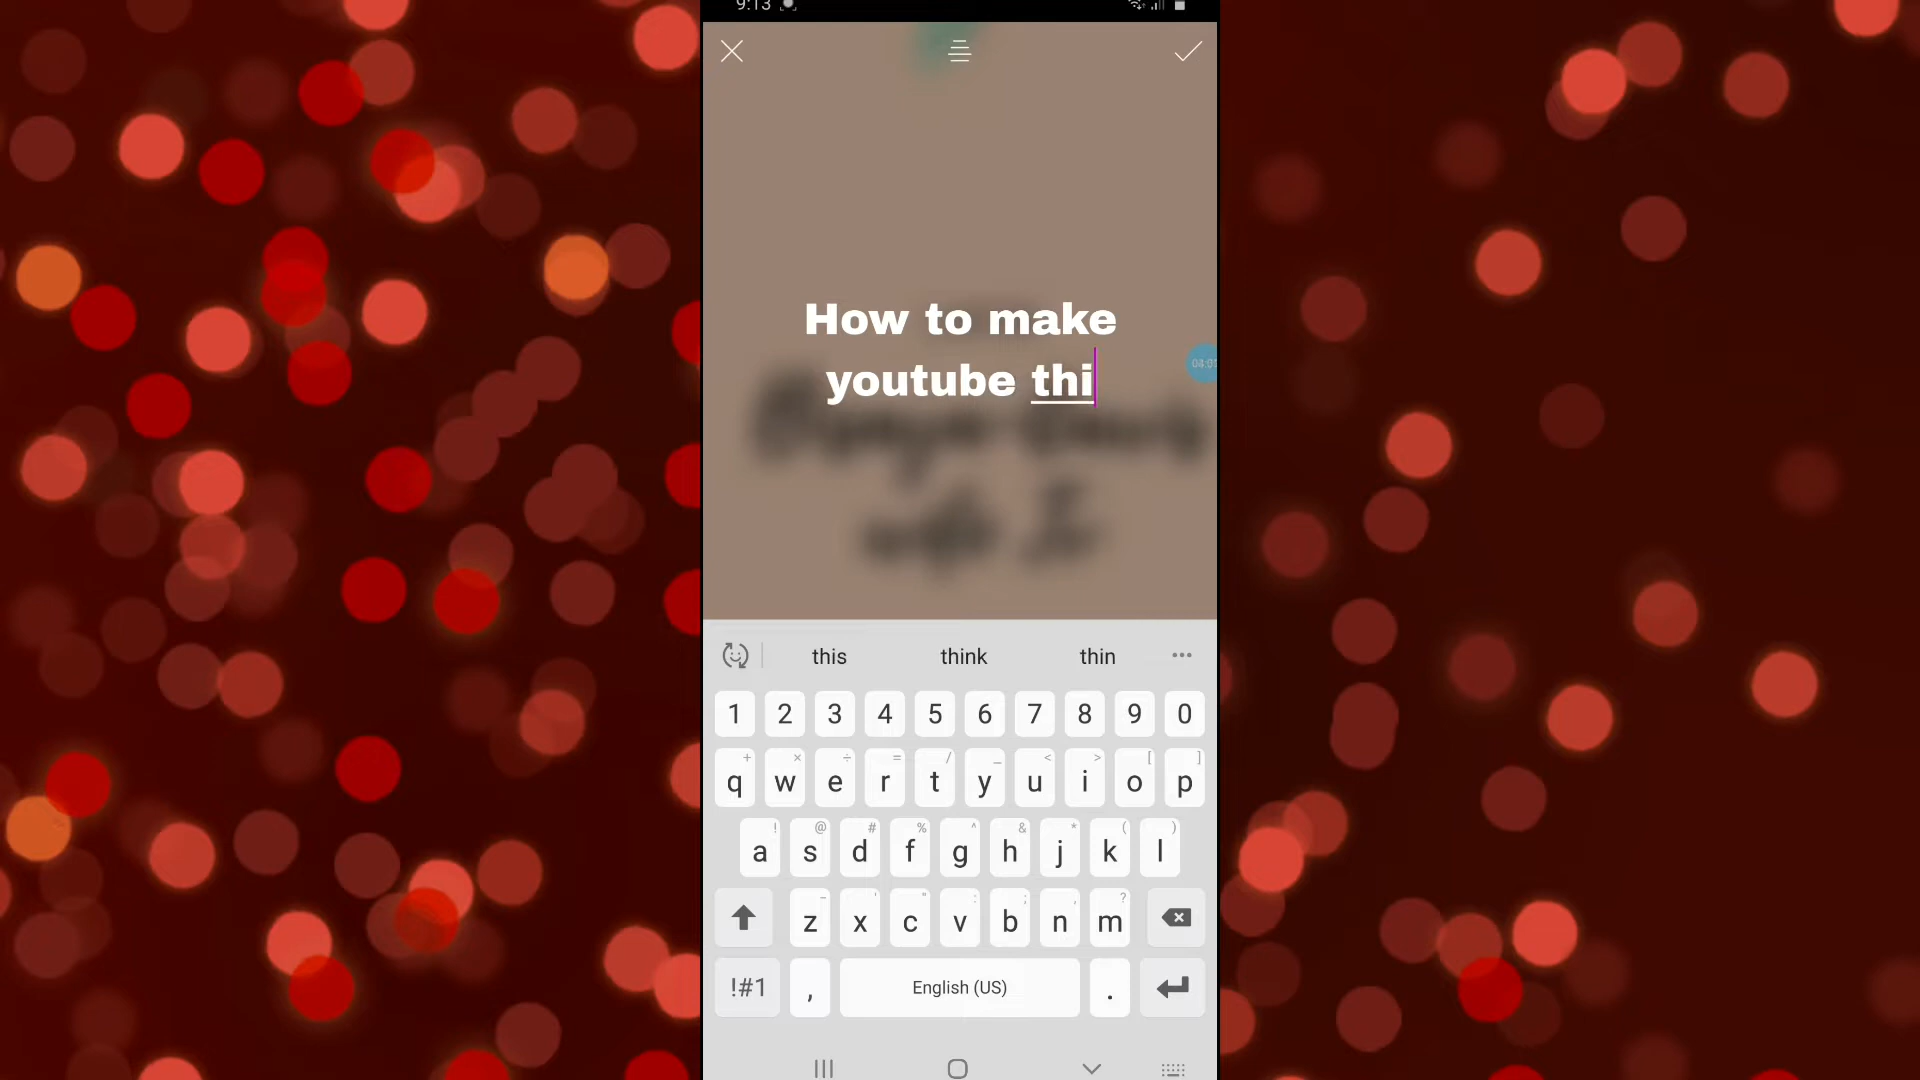 9:13
How to make
youtube thi
this think thin
1 2 3 4 5 6 7 8 9 0
+ × ÷ = / _ < > [ ]
q w e r t y u i o p
! @ # % ^ & * ( )
a s d f g h j k l
- ' " : ; , ?
z x c v b n m
!#1 , English (US) .